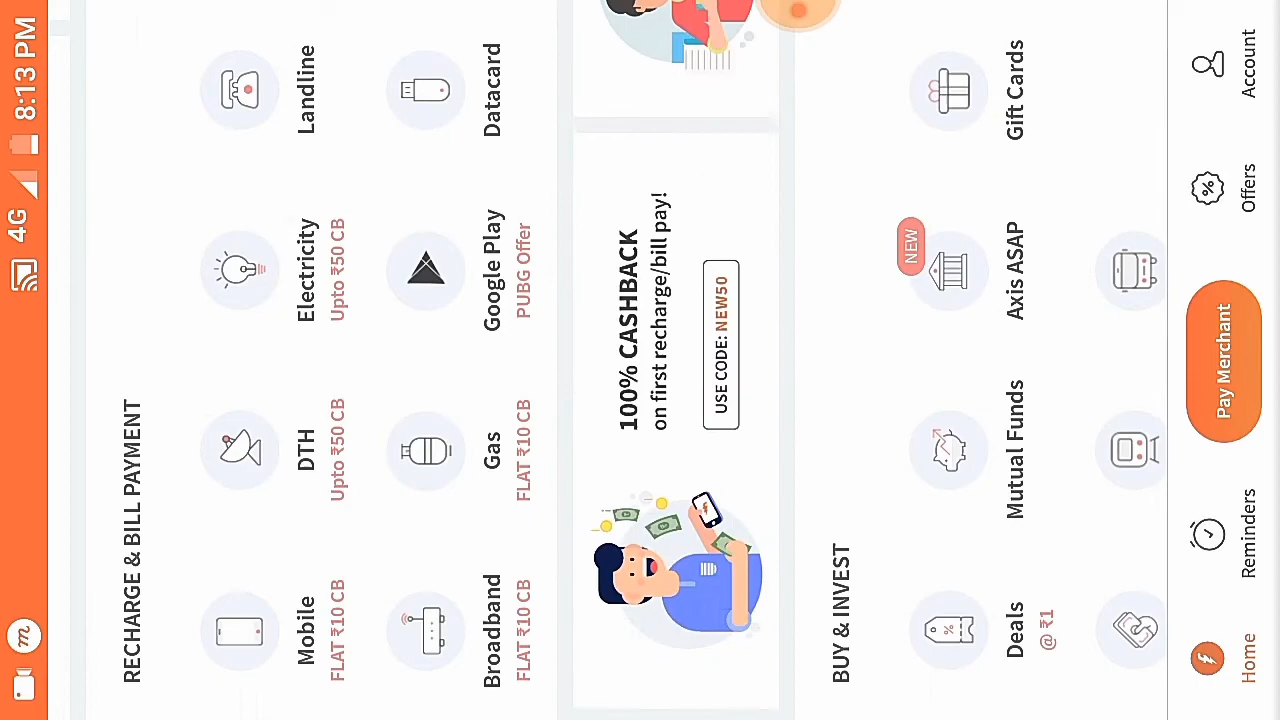 4G 8:13 PM
RECHARGE & BILL PAYMENT
Mobile
FLAT ₹10 CB
DTH
Upto ₹50 CB
Electricity
Upto ₹50 CB
Landline
Broadband
FLAT ₹10 CB
Gas
FLAT ₹10 CB
Google Play
PUBG Offer
Datacard
100% CASHBACK
on first recharge/bill pay!
USE CODE: NEW50
BUY & INVEST
Deals
@ ₹1
Mutual Funds
NEW
Axis ASAP
Gift Cards
Home
Reminders
Pay Merchant
Offers
Account